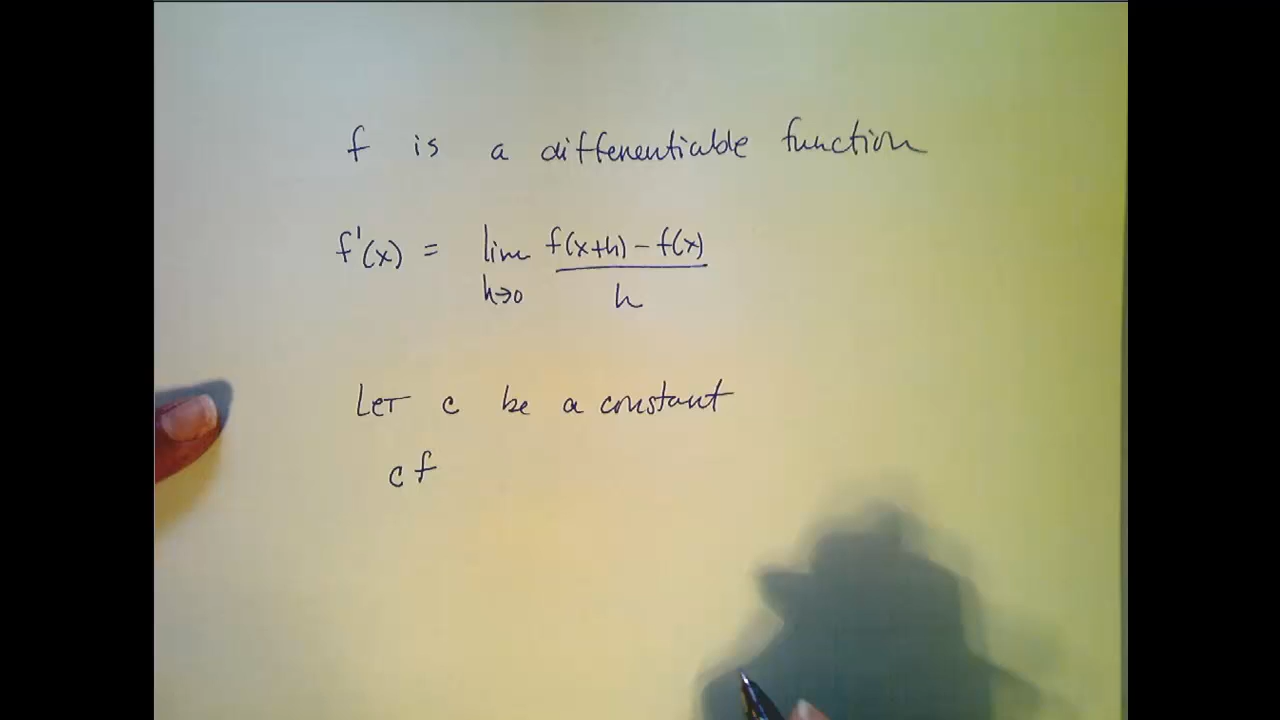 f is a differentiable function
f'(x) = lim f(x+h) - f(x)
h→0 h
Let c be a constant
cf